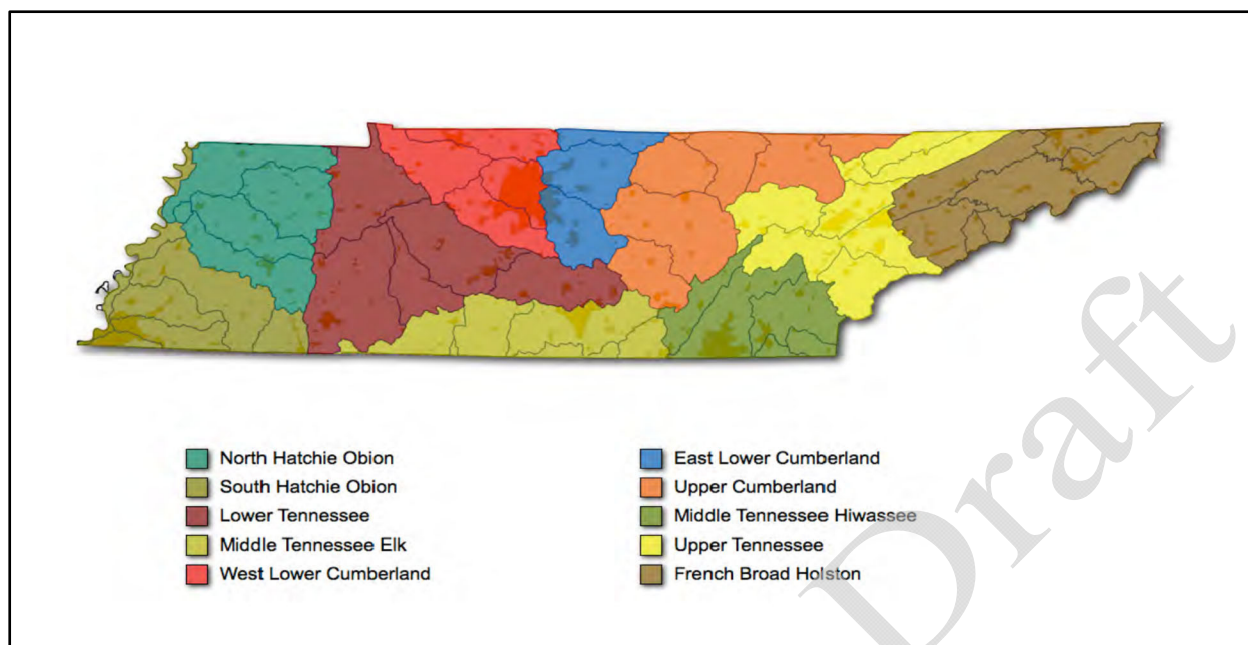 North Hatchie Obion
South Hatchie Obion
Lower Tennessee
Middle Tennessee Elk
West Lower Cumberland
East Lower Cumberland
Upper Cumberland
Middle Tennessee Hiwassee
Upper Tennessee
French Broad Holston
Draft